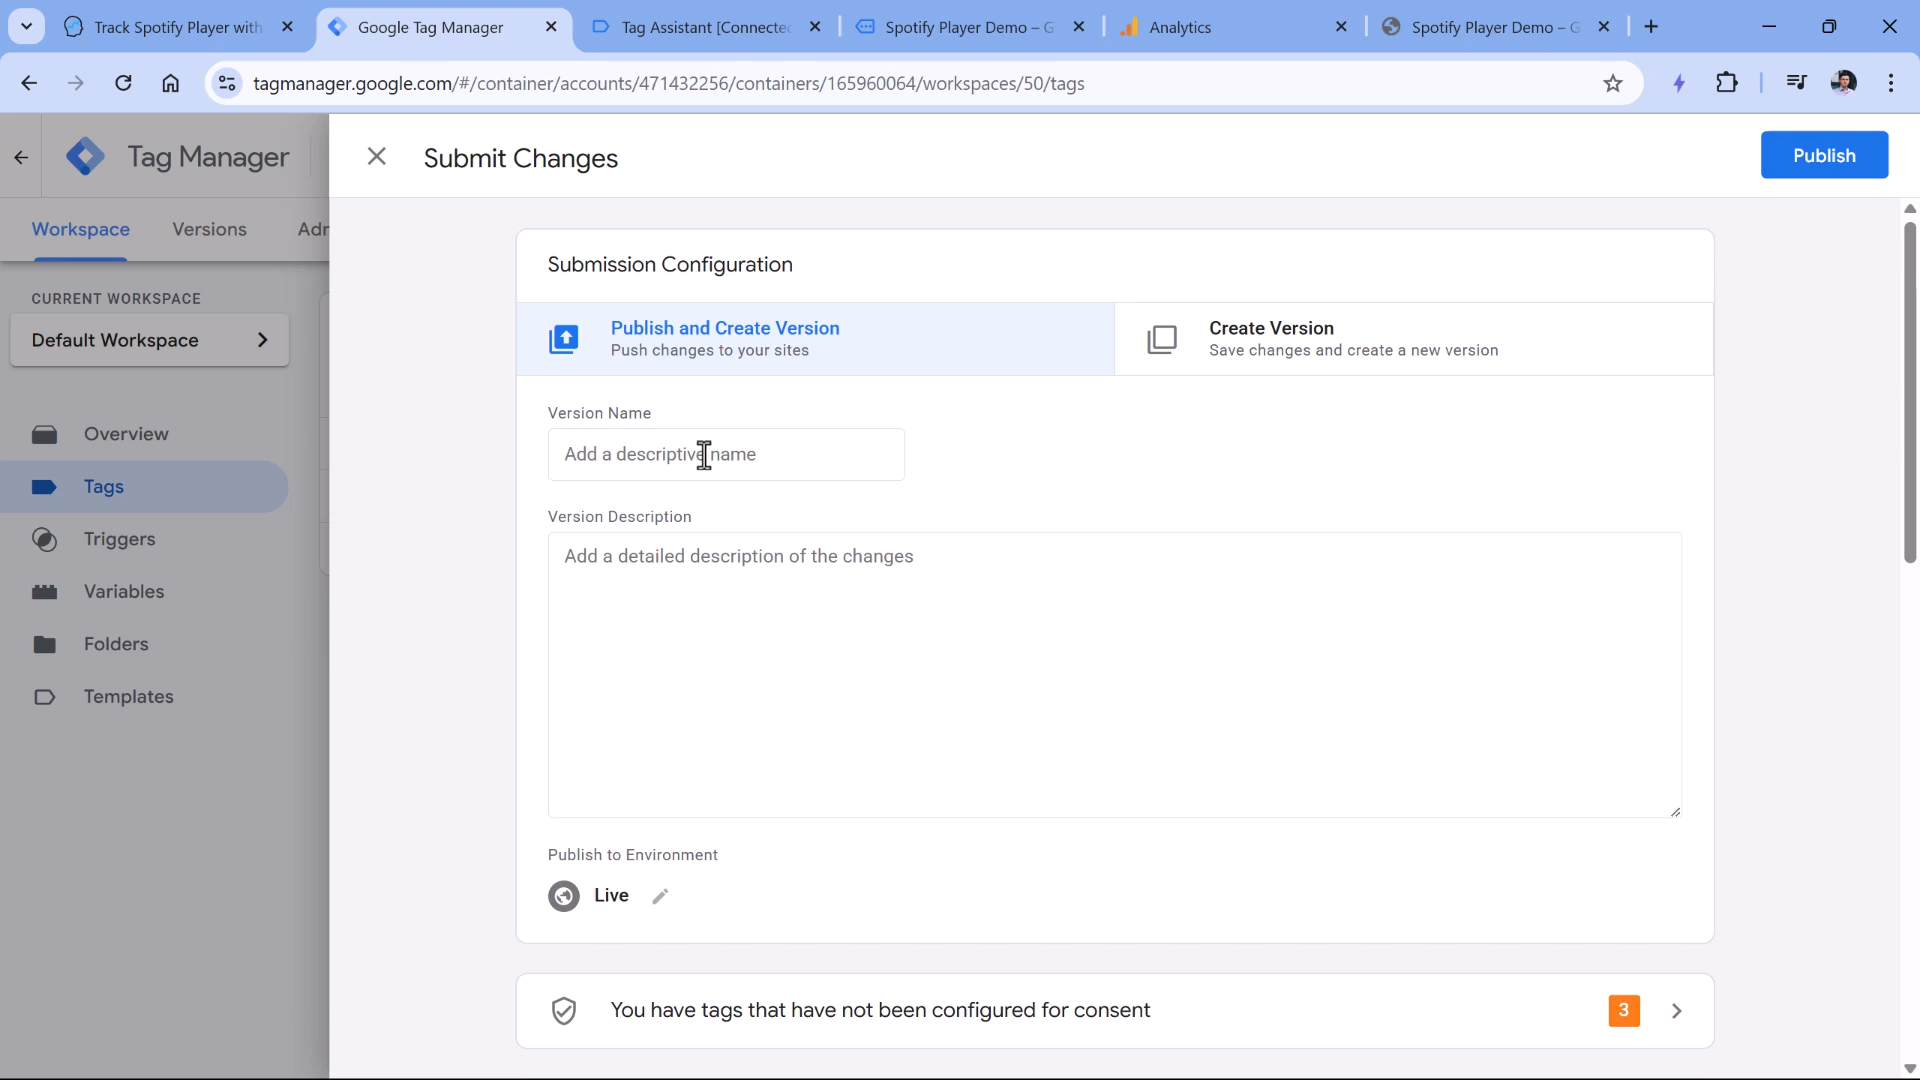 Track Spotify Player with
Google Tag Manager
Tag Assistant [Connected
Spotify Player Demo – G
Analytics
Spotify Player Demo – G
tagmanager.google.com/#/container/accounts/471432256/containers/165960064/workspaces/50/tags
Tag Manager
Submit Changes
Publish
Workspace
Versions
Adr
Submission Configuration
CURRENT WORKSPACE
Default Workspace
Publish and Create Version
Push changes to your sites
Create Version
Save changes and create a new version
Version Name
Add a descriptive name
Overview
Tags
Triggers
Variables
Folders
Templates
Version Description
Add a detailed description of the changes
Publish to Environment
Live
You have tags that have not been configured for consent
3